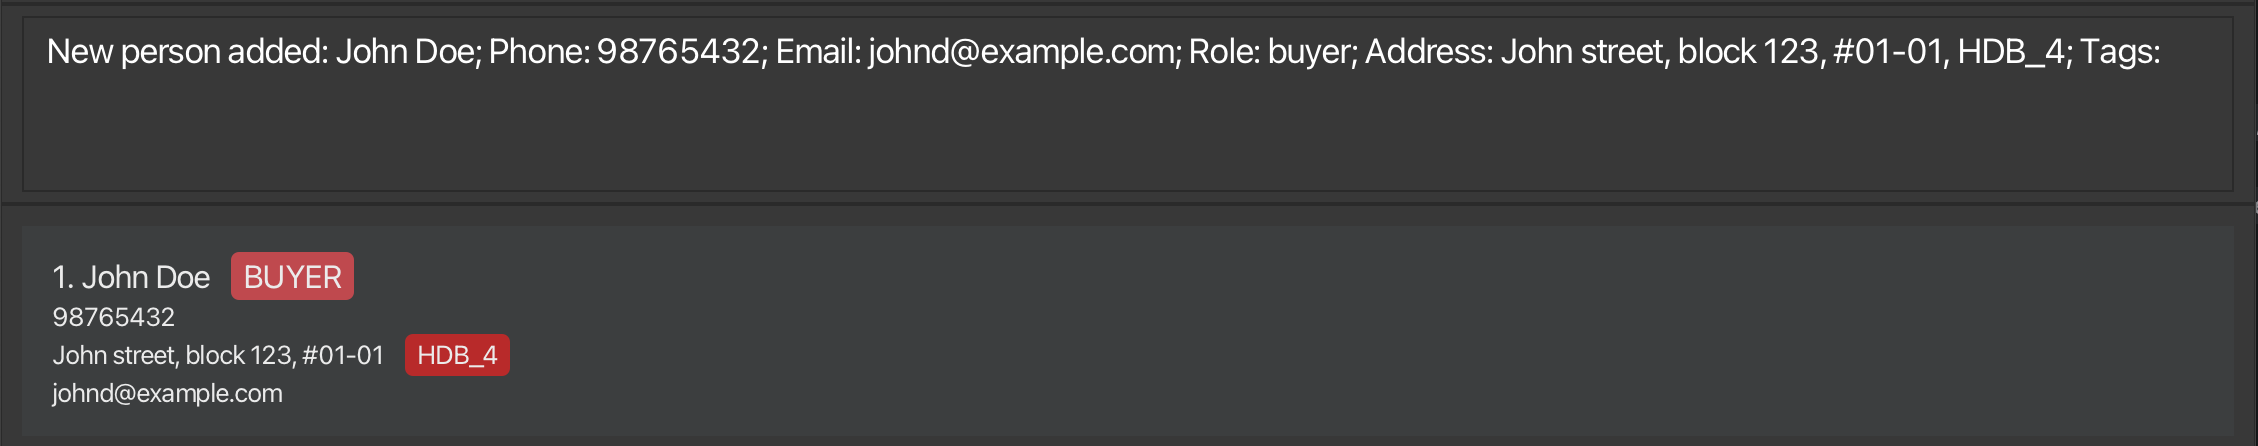 New person added: John Doe; Phone: 98765432; Email: johnd@example.com; Role: buyer; Address: John street, block 123, #01-01, HDB_4; Tags:
1. John Doe BUYER
98765432
John street, block 123, #01-01 HDB_4
johnd@example.com